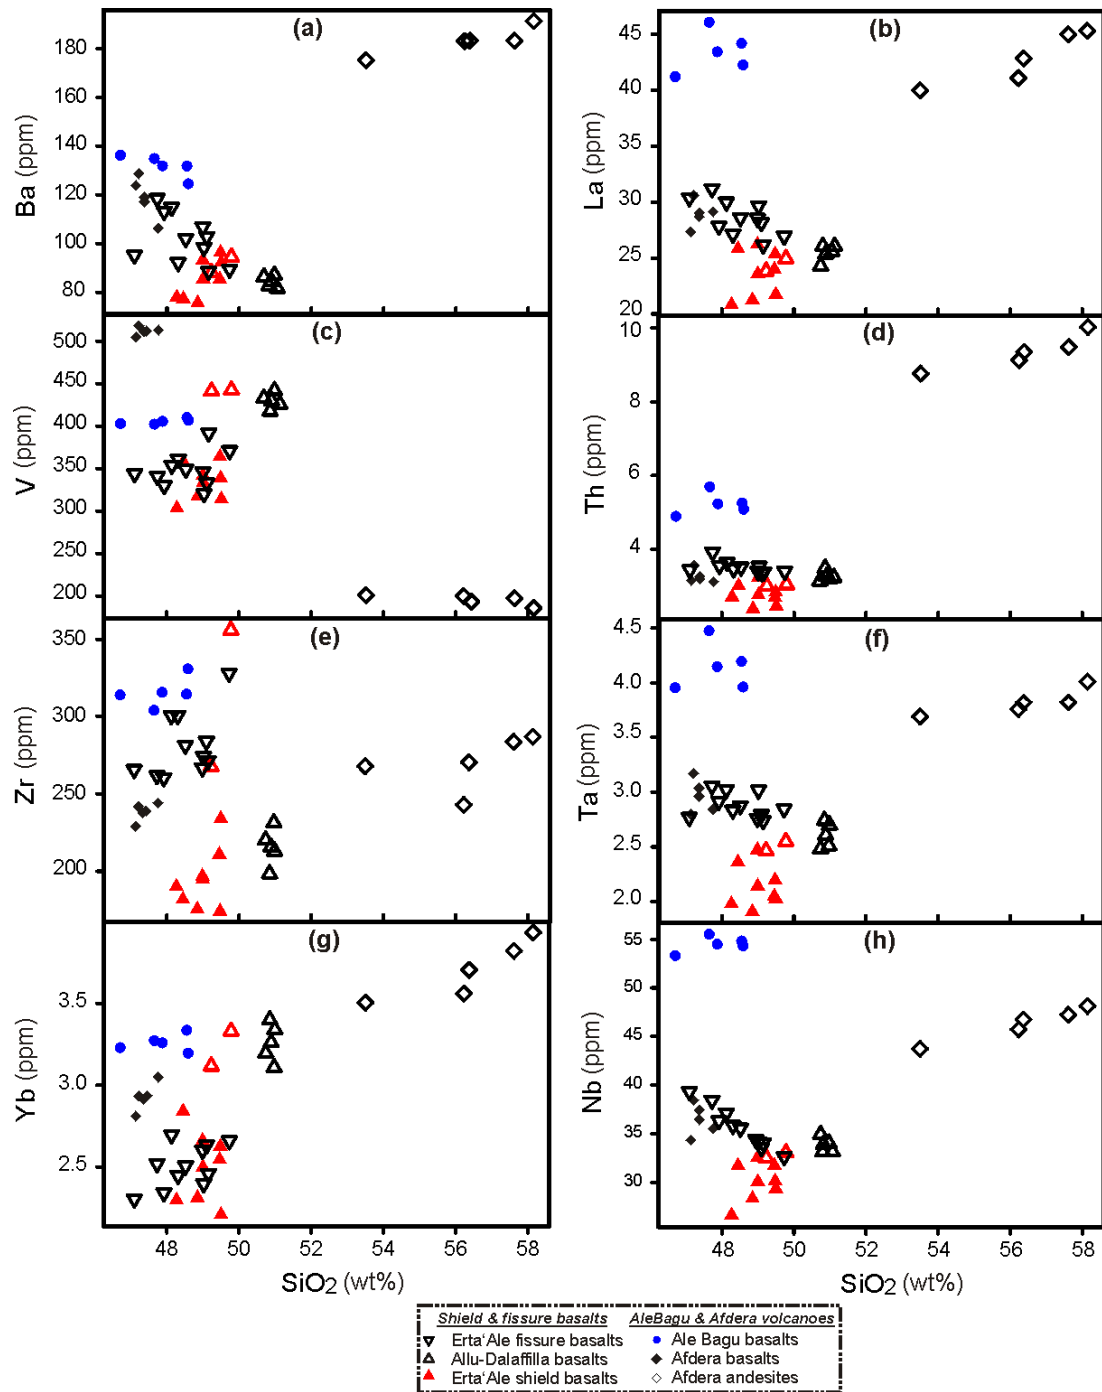 (a)
180
160
140
120
100
80
Ba (ppm)
(b)
45
40
35
30
25
20
La (ppm)
(c)
500
450
400
350
300
250
200
V (ppm)
(d)
10
8
6
4
Th (ppm)
(e)
350
300
250
200
Zr (ppm)
(f)
4.5
4.0
3.5
3.0
2.5
2.0
Ta (ppm)
(g)
3.5
3.0
2.5
Yb (ppm)
48 50 52 54 56 58
SiO2 (wt%)
(h)
55
50
45
40
35
30
Nb (ppm)
48 50 52 54 56 58
SiO2 (wt%)
Shield & fissure basalts
Erta'Ale fissure basalts
Allu-Dalaffilla basalts
Erta'Ale shield basalts
AleBagu & Afdera volcanoes
Ale Bagu basalts
Afdera basalts
Afdera andesites